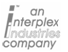 an
interplex
industries
company